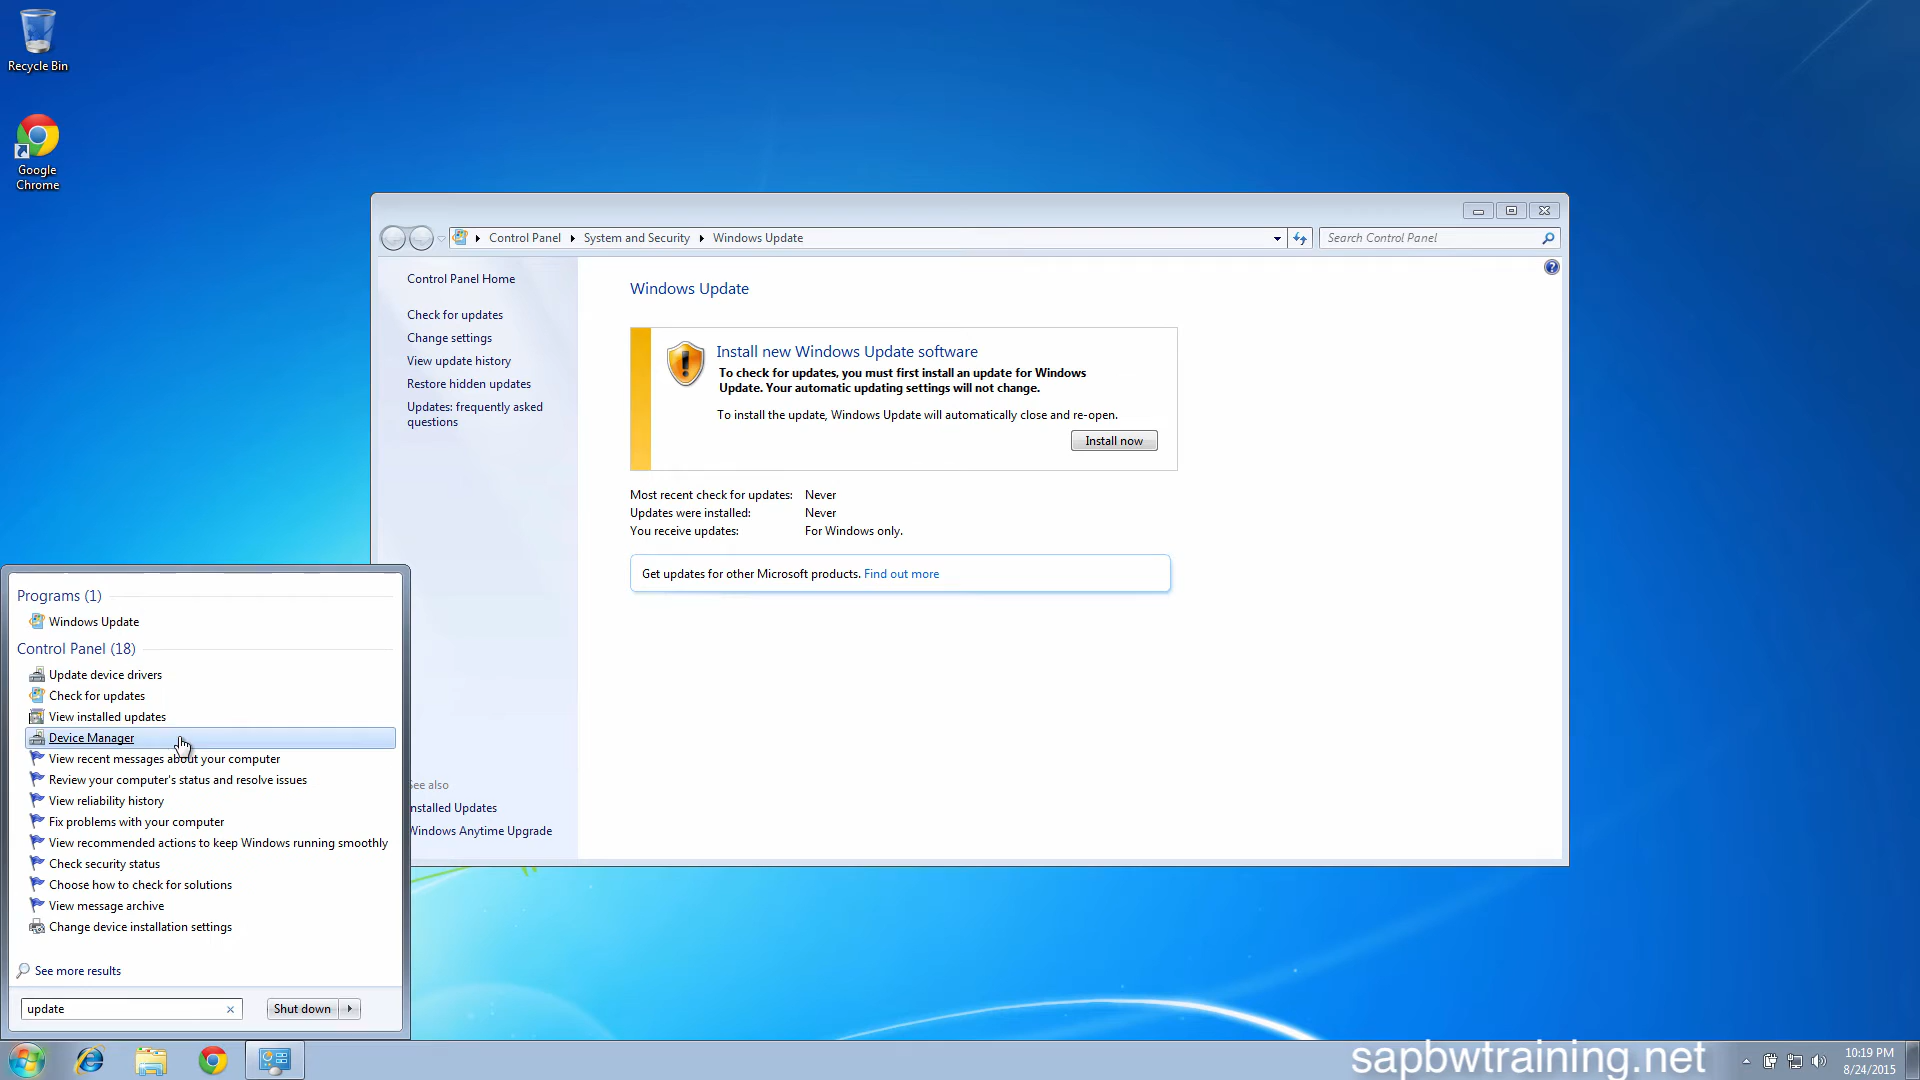 Recycle Bin
Google
Chrome
Control Panel
System and Security
Windows Update
Search Control Panel
Control Panel Home
Check for updates
Change settings
View update history
Restore hidden updates
Updates: frequently asked
questions
Windows Update
Install new Windows Update software
To check for updates, you must first install an update for Windows
Update. Your automatic updating settings will not change.
To install the update, Windows Update will automatically close and re-open.
Install now
Most recent check for updates: Never
Updates were installed: Never
You receive updates: For Windows only.
Get updates for other Microsoft products. Find out more
See also
nstalled Updates
Windows Anytime Upgrade
Programs (1)
Windows Update
Control Panel (18)
Update device drivers
Check for updates
View installed updates
Device Manager
View recent messages about your computer
Review your computer's status and resolve issues
View reliability history
Fix problems with your computer
View recommended actions to keep Windows running smoothly
Check security status
Choose how to check for solutions
View message archive
Change device installation settings
See more results
update
Shut down
sapbwtraining.net
10:19 PM
8/24/2015